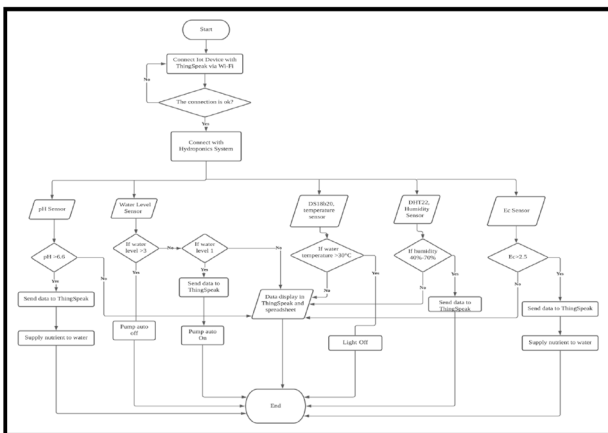 Start
Connect Iot Device with
ThingSpeak via Wi-Fi
No
The connection is ok?
Yes
Connect with
Hydroponics System
pH Sensor
Water Level
Sensor
DS18b20,
temperature
sensor
DHT22,
Humidity
Sensor
Ec Sensor
pH >6.6
If water
level =3
No
If water
level 1
No
If water
temperature >30°C
If humidity
40%-70%
Ec<2.5
Yes
No
Yes
Yes
No
Yes
No
Yes
No
Yes
Send data to ThingSpeak
Send data to
ThingSpeak
Data display to
ThingSpeak and
spreadsheet
Send data to
ThingSpeak
Send data to ThingSpeak
Supply nutrient to water
Pump auto
off
Pump auto
On
Light Off
Supply nutrient to water
End